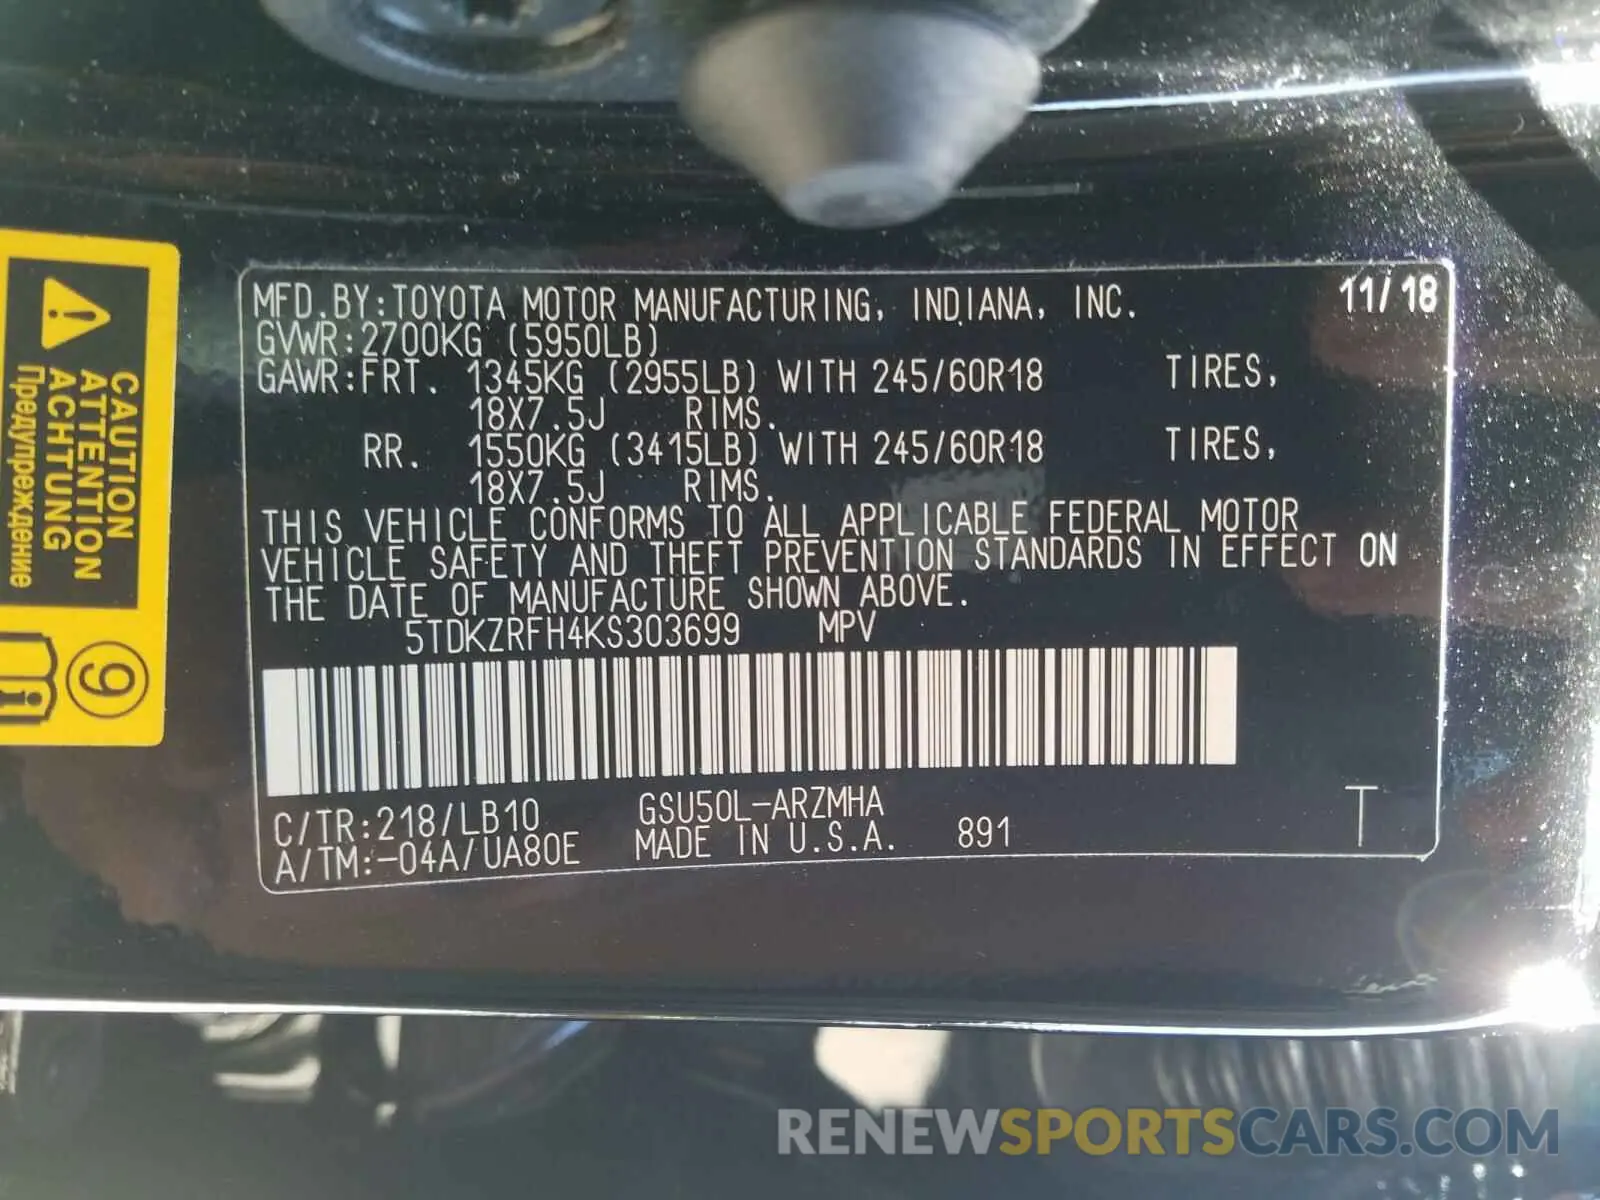 MFD.BY:TOYOTA MOTOR MANUFACTURING, INDIANA, INC. 11/18
GVWR:2700KG (5950LB)
GAWR:FRT. 1345KG (2955LB) WITH 245/60R18 TIRES,
18X7.5J RIMS.
RR. 1550KG (3415LB) WITH 245/60R18 TIRES,
18X7.5J RIMS.
THIS VEHICLE CONFORMS TO ALL APPLICABLE FEDERAL MOTOR
VEHICLE SAFETY AND THEFT PREVENTION STANDARDS IN EFFECT ON
THE DATE OF MANUFACTURE SHOWN ABOVE.
5TDKZRFH4KS303699 MPV
C/TR:218/LB10 GSU50L-ARZMHA
A/TM:-04A/UA80E MADE IN U.S.A. 891 T
CAUTION
ATTENTION
ACHTUNG
Предупреждение
9
RENEWSPORTSCARS.COM